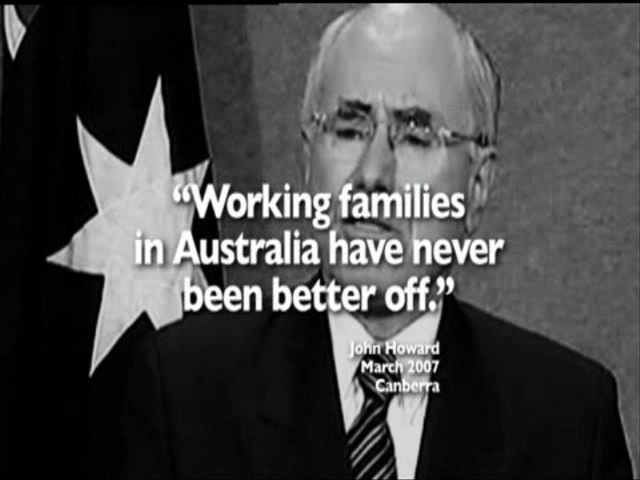 “Working families
in Australia have never
been better off.”
John Howard
March 2007
Canberra